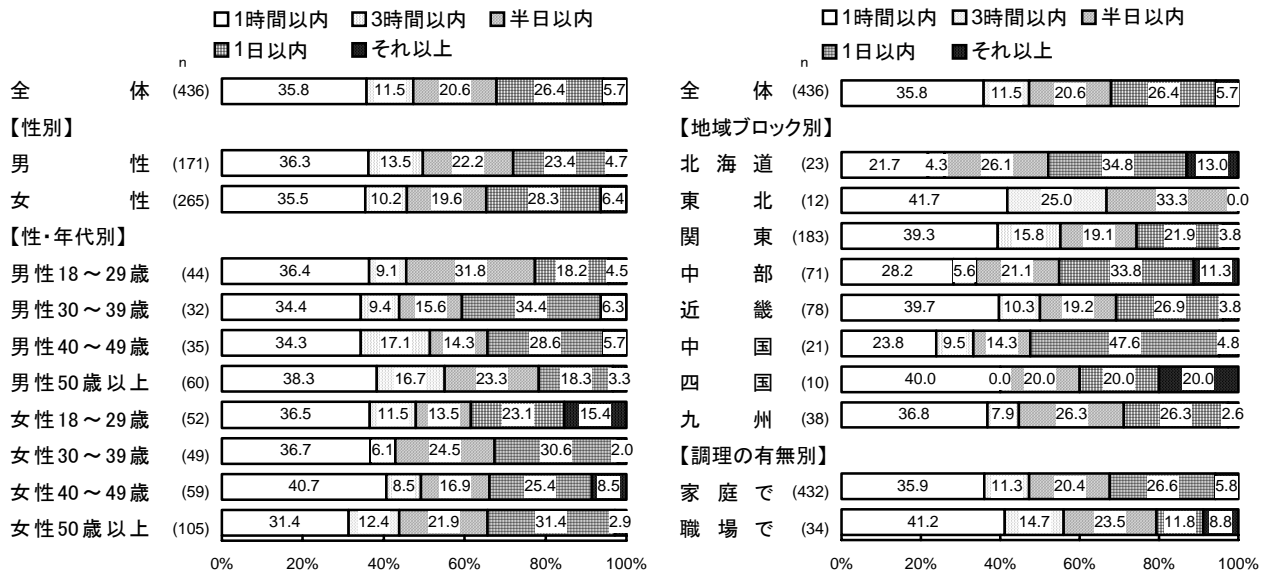 □1時間以内 □3時間以内 ■半日以内
■1日以内 ■それ以上
n
全体 (436) 35.8 11.5 20.6 26.4 5.7
【性別】
男性 (171) 36.3 13.5 22.2 23.4 4.7
女性 (265) 35.5 10.2 19.6 28.3 6.4
【性・年代別】
男性18～29歳 (44) 36.4 9.1 31.8 18.2 4.5
男性30～39歳 (32) 34.4 9.4 15.6 34.4 6.3
男性40～49歳 (35) 34.3 17.1 14.3 28.6 5.7
男性50歳以上 (60) 38.3 16.7 23.3 18.3 3.3
女性18～29歳 (52) 36.5 11.5 13.5 23.1 15.4
女性30～39歳 (49) 36.7 6.1 24.5 30.6 2.0
女性40～49歳 (59) 40.7 8.5 16.9 25.4 8.5
女性50歳以上 (105) 31.4 12.4 21.9 31.4 2.9
0% 20% 40% 60% 80% 100%
□1時間以内 □3時間以内 ■半日以内
■1日以内 ■それ以上
n
全体 (436) 35.8 11.5 20.6 26.4 5.7
【地域ブロック別】
北海道 (23) 21.7 4.3 26.1 34.8 13.0
東北 (12) 41.7 25.0 33.3 0.0
関東 (183) 39.3 15.8 19.1 21.9 3.8
中部 (71) 28.2 5.6 21.1 33.8 11.3
近畿 (78) 39.7 10.3 19.2 26.9 3.8
中国 (21) 23.8 9.5 14.3 47.6 4.8
四国 (10) 40.0 0.0 20.0 20.0 20.0
九州 (38) 36.8 7.9 26.3 26.3 2.6
【調理の有無別】
家庭で (432) 35.9 11.3 20.4 26.6 5.8
職場で (34) 41.2 14.7 23.5 11.8 8.8
0% 20% 40% 60% 80% 100%